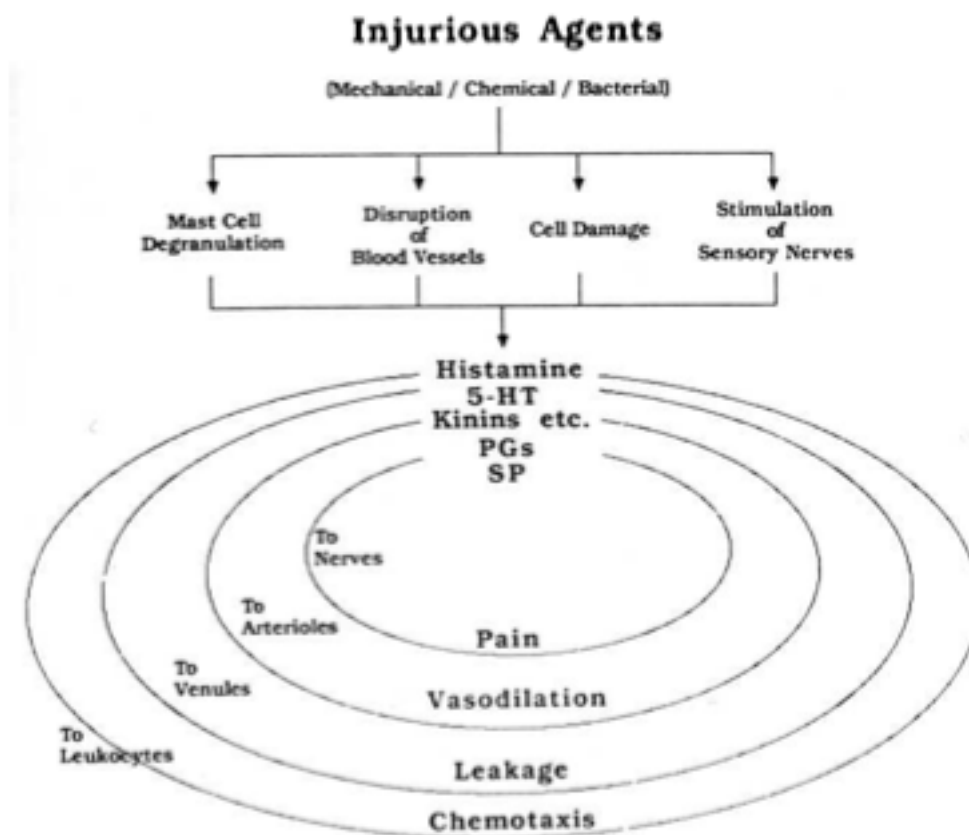 Injurious Agents
(Mechanical / Chemical / Bacterial)
Mast Cell
Degranulation
Disruption
of
Blood Vessels
Cell Damage
Stimulation
of
Sensory Nerves
Histamine
5-HT
Kinins etc.
PGs
SP
To
Nerves
To
Arterioles
To
Venules
To
Leukocytes
Pain
Vasodilation
Leakage
Chemotaxis